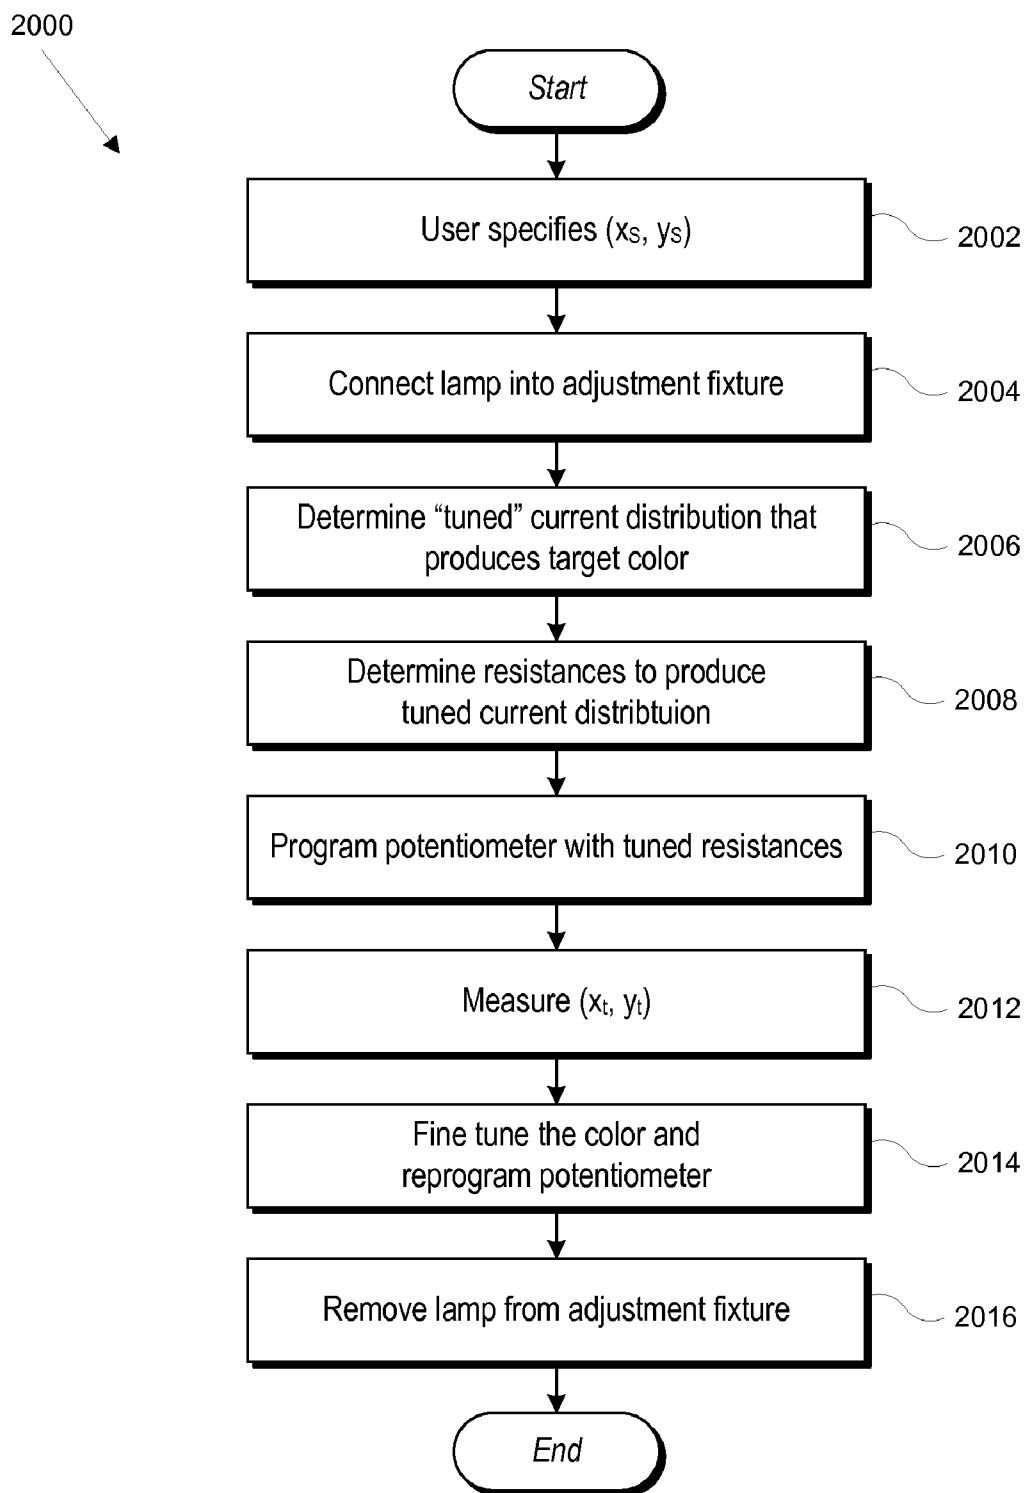 2000
Start
User specifies (xS, yS)
2002
Connect lamp into adjustment fixture
2004
Determine “tuned” current distribution that
produces target color
2006
Determine resistances to produce
tuned current distribtuion
2008
Program potentiometer with tuned resistances
2010
Measure (xt, yt)
2012
Fine tune the color and
reprogram potentiometer
2014
Remove lamp from adjustment fixture
2016
End